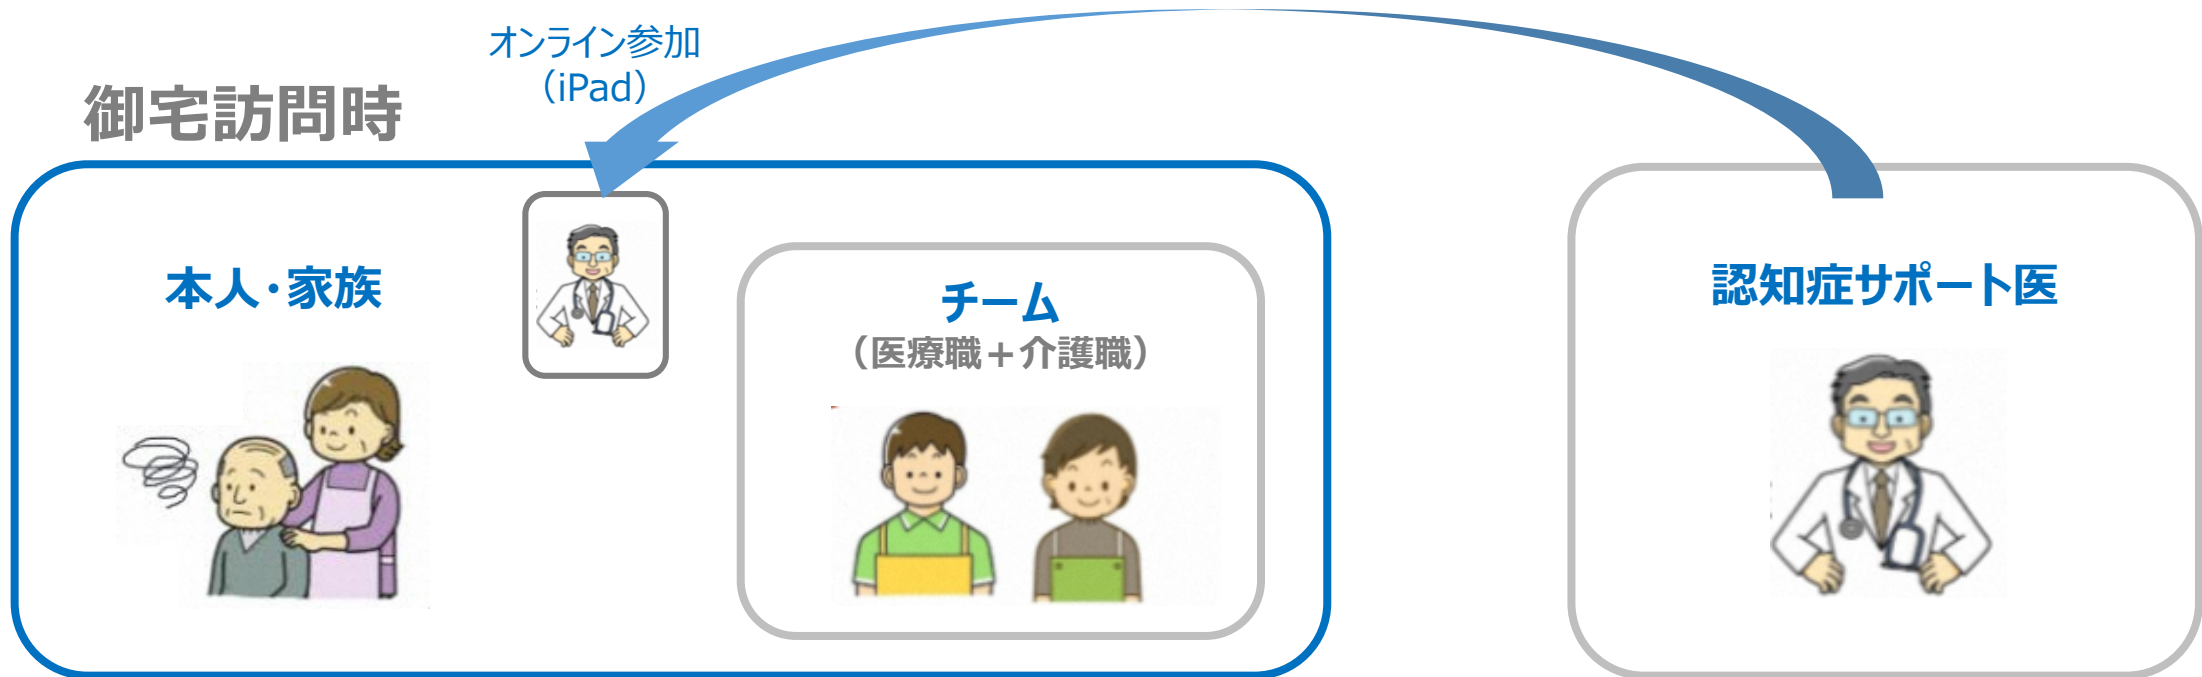 オンライン参加
（iPad）
御宅訪問時
本人・家族
チーム
（医療職＋介護職）
認知症サポート医